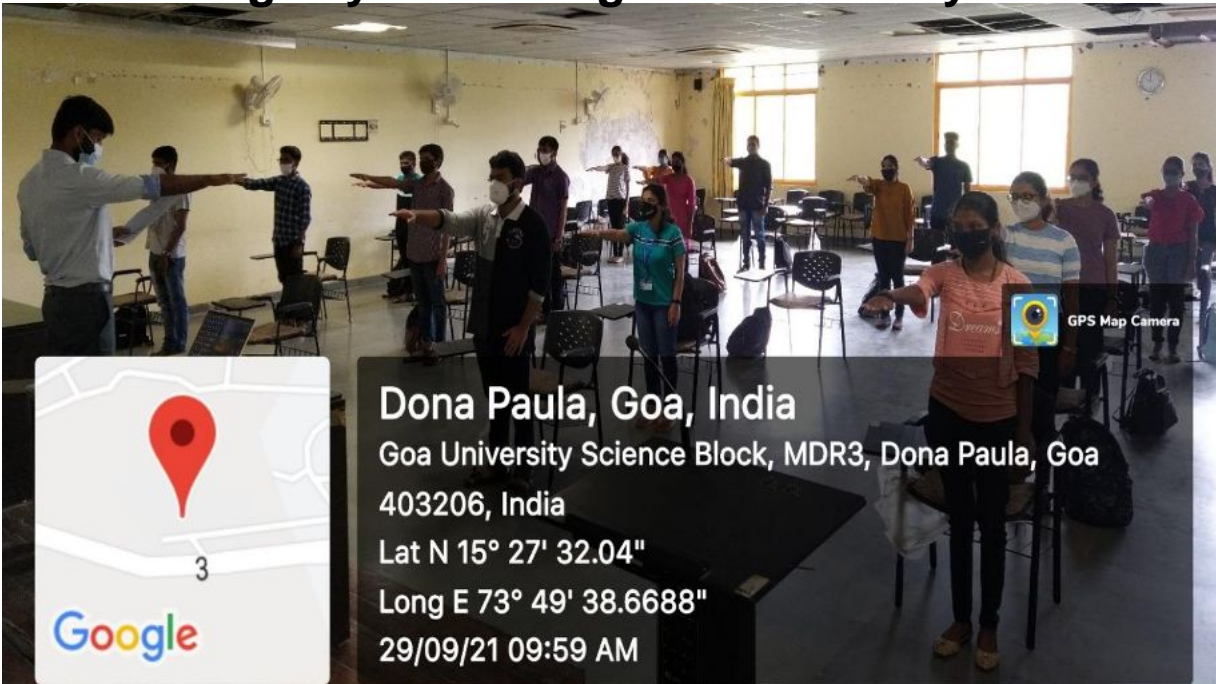 GPS Map Camera
Dona Paula, Goa, India
Goa University Science Block, MDR3, Dona Paula, Goa
403206, India
Lat N 15° 27' 32.04"
Long E 73° 49' 38.6688"
29/09/21 09:59 AM
3
Google
Dreams